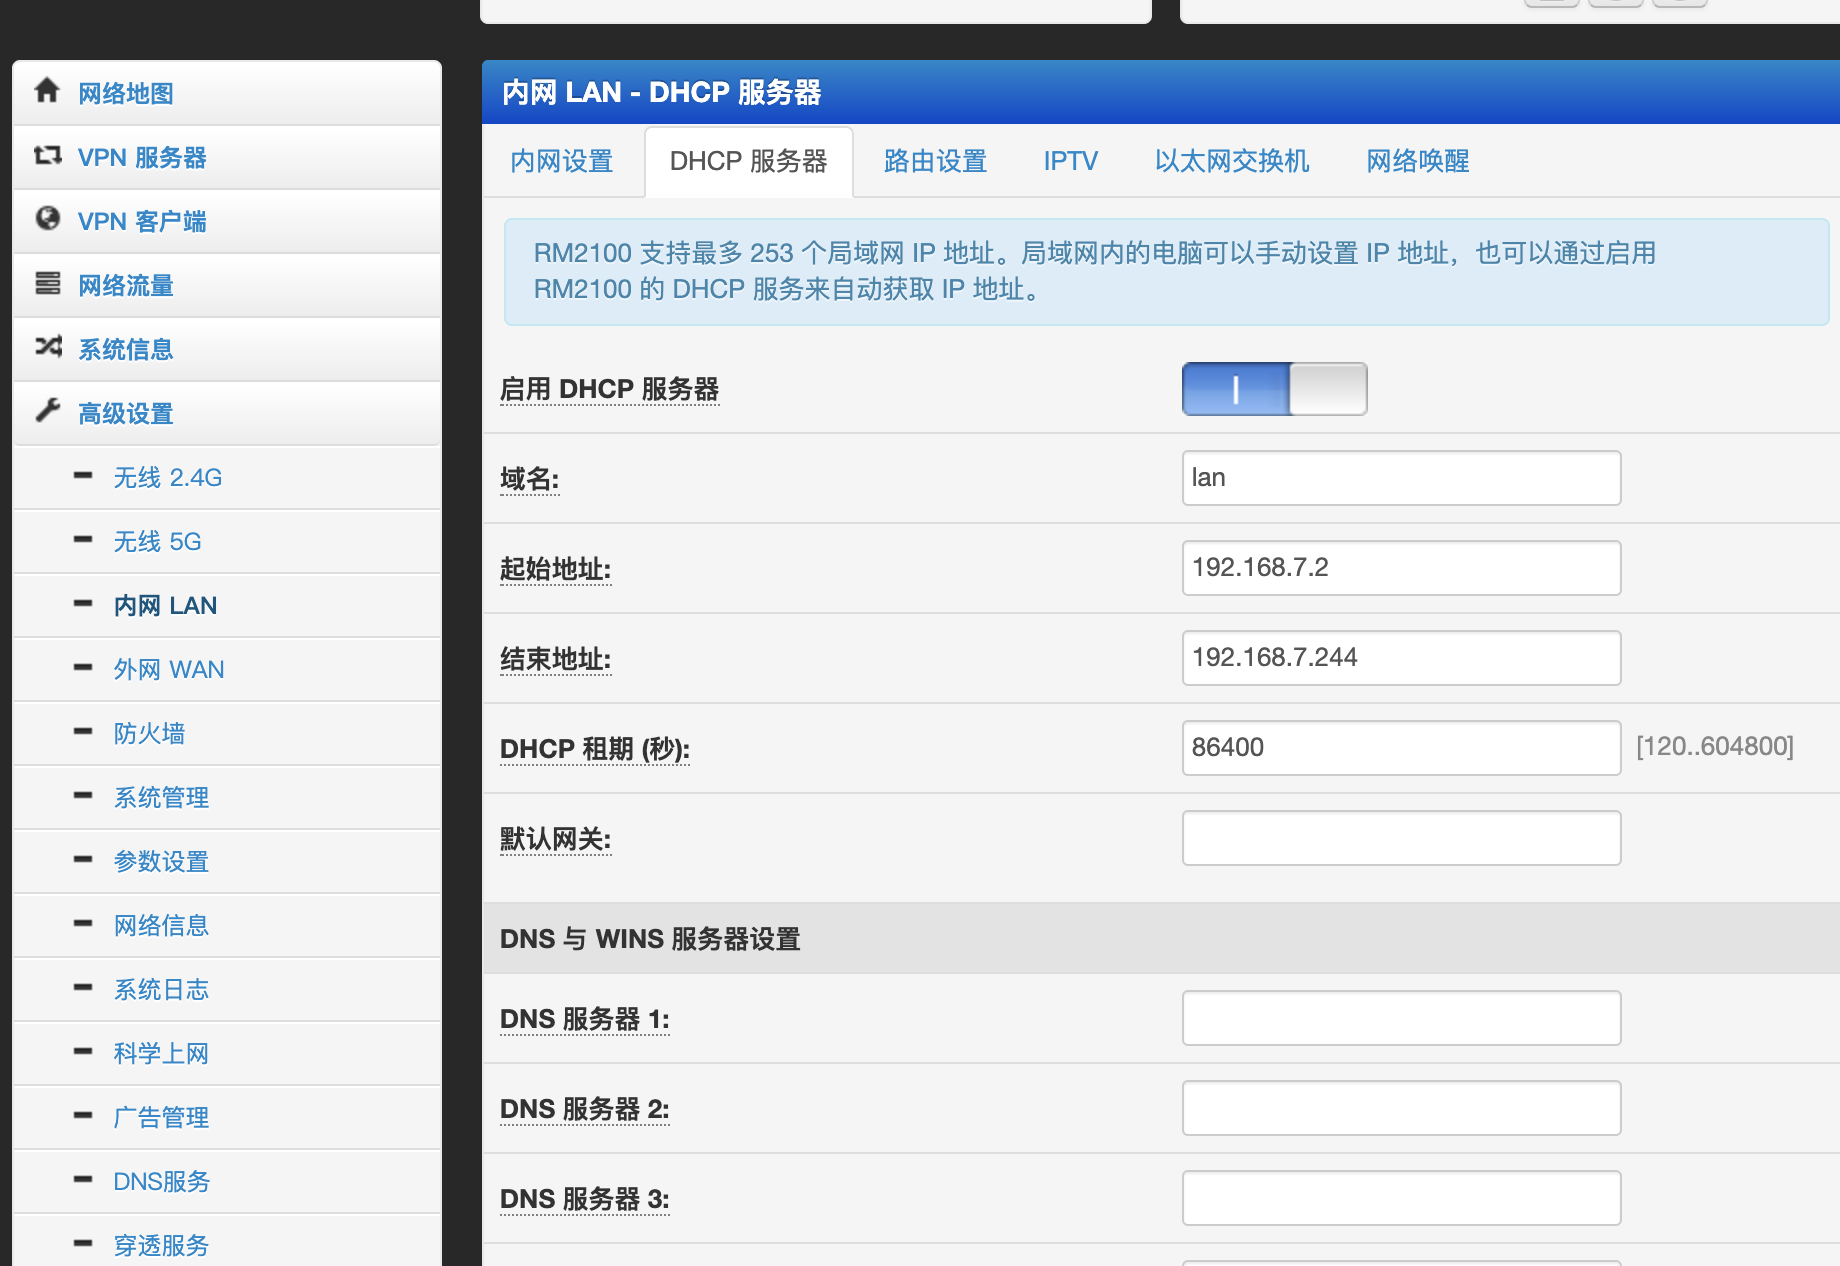 网络地图
VPN 服务器
VPN 客户端
网络流量
系统信息
高级设置
无线 2.4G
无线 5G
内网 LAN
外网 WAN
防火墙
系统管理
参数设置
网络信息
系统日志
科学上网
广告管理
DNS服务
穿透服务
内网 LAN - DHCP 服务器
内网设置 DHCP 服务器 路由设置 IPTV 以太网交换机 网络唤醒
RM2100 支持最多 253 个局域网 IP 地址。局域网内的电脑可以手动设置 IP 地址，也可以通过启用
RM2100 的 DHCP 服务来自动获取 IP 地址。
启用 DHCP 服务器
域名: lan
起始地址: 192.168.7.2
结束地址: 192.168.7.244
DHCP 租期 (秒): 86400 [120..604800]
默认网关:
DNS 与 WINS 服务器设置
DNS 服务器 1:
DNS 服务器 2:
DNS 服务器 3: